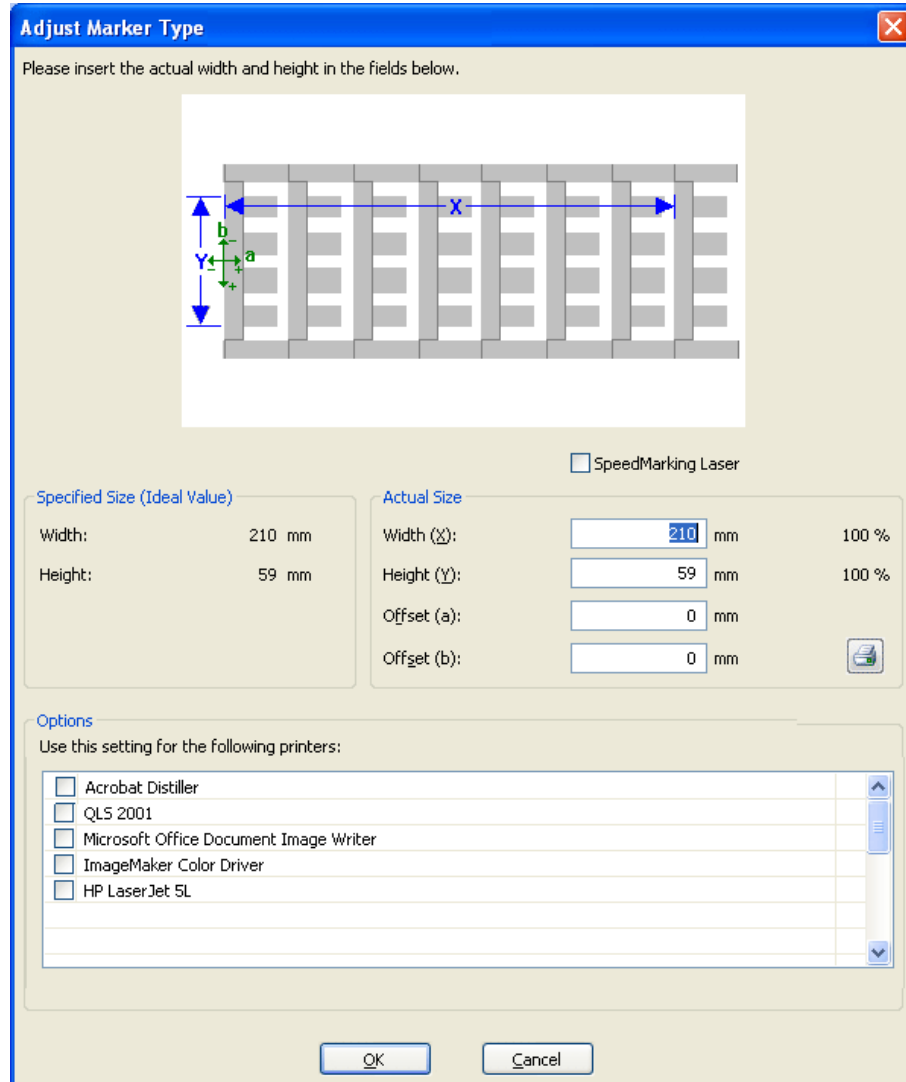 Adjust Marker Type
Please insert the actual width and height in the fields below.
X
b
a
Y
-
-
+
+
SpeedMarking Laser
Specified Size (Ideal Value)
Actual Size
Width: 210 mm
Width (X): 210 mm 100 %
Height: 59 mm
Height (Y): 59 mm 100 %
Offset (a): 0 mm
Offset (b): 0 mm
Options
Use this setting for the following printers:
Acrobat Distiller
QLS 2001
Microsoft Office Document Image Writer
ImageMaker Color Driver
HP LaserJet 5L
OK Cancel